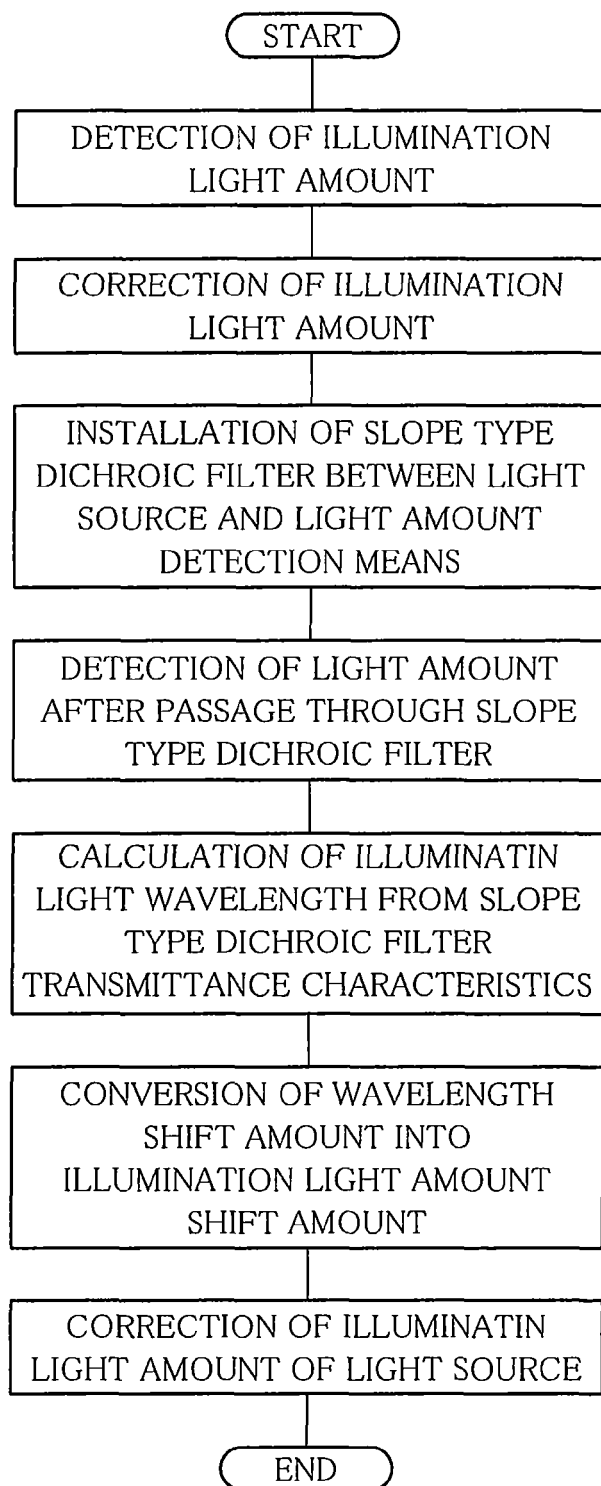 START
DETECTION OF ILLUMINATION
LIGHT AMOUNT
CORRECTION OF ILLUMINATION
LIGHT AMOUNT
INSTALLATION OF SLOPE TYPE
DICHROIC FILTER BETWEEN LIGHT
SOURCE AND LIGHT AMOUNT
DETECTION MEANS
DETECTION OF LIGHT AMOUNT
AFTER PASSAGE THROUGH SLOPE
TYPE DICHROIC FILTER
CALCULATION OF ILLUMINATIN
LIGHT WAVELENGTH FROM SLOPE
TYPE DICHROIC FILTER
TRANSMITTANCE CHARACTERISTICS
CONVERSION OF WAVELENGTH
SHIFT AMOUNT INTO
ILLUMINATION LIGHT AMOUNT
SHIFT AMOUNT
CORRECTION OF ILLUMINATIN
LIGHT AMOUNT OF LIGHT SOURCE
END